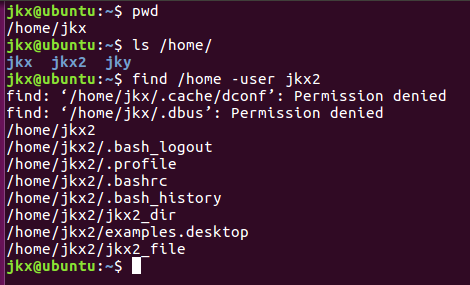 jkx@ubuntu:~$ pwd
/home/jkx
jkx@ubuntu:~$ ls /home/
jkx  jkx2  jky
jkx@ubuntu:~$ find /home -user jkx2
find: ‘/home/jkx/.cache/dconf’: Permission denied
find: ‘/home/jkx/.dbus’: Permission denied
/home/jkx2
/home/jkx2/.bash_logout
/home/jkx2/.profile
/home/jkx2/.bashrc
/home/jkx2/.bash_history
/home/jkx2/jkx2_dir
/home/jkx2/examples.desktop
/home/jkx2/jkx2_file
jkx@ubuntu:~$